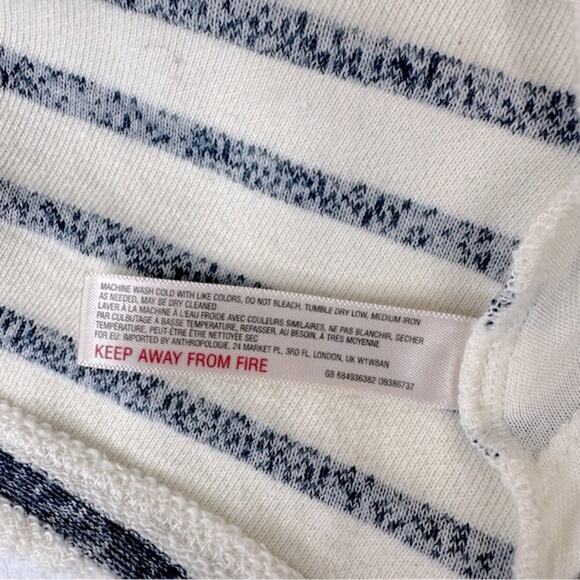 MACHINE WASH COLD WITH LIKE COLORS, DO NOT BLEACH, TUMBLE DRY LOW, MEDIUM IRON
AS NEEDED, MAY BE DRY CLEANED
LAVER À LA MACHINE À L'EAU FROIDE AVEC COULEURS SIMILAIRES, NE PAS BLANCHIR, SECHER
PAR CULBUTAGE A BASSE TEMPERATURE, REPASSER, AU BESOIN, À TRES MOYENNE
TEMPÉRATURE, PEUT-ÊTRE ÊTRE NETTOYÉE SEC
FOR EU: IMPORTED BY ANTHROPOLOGIE, 24 MARKET PL, 3RD FL, LONDON, UK W1W8AN
KEEP AWAY FROM FIRE
GB 684936382 0B386737